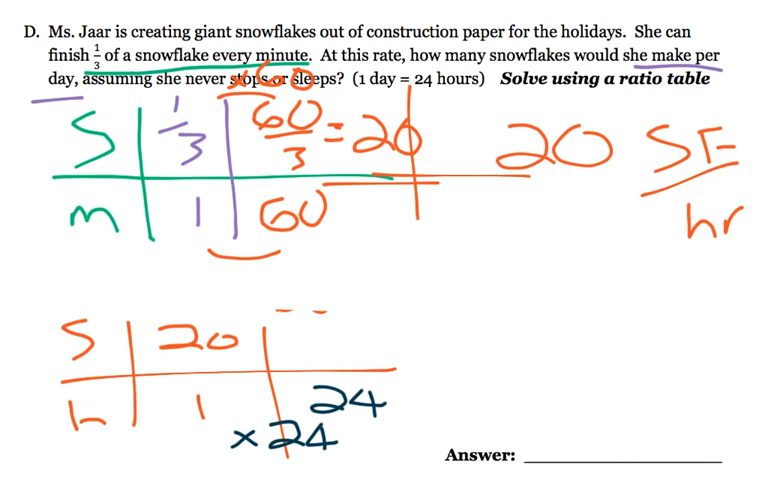 D. Ms. Jaar is creating giant snowflakes out of construction paper for the holidays. She can
finish 1/3 of a snowflake every minute. At this rate, how many snowflakes would she make per
day, assuming she never stops or sleeps? (1 day = 24 hours) Solve using a ratio table
x60
S 1/3 60/3 = 20 20 SF
m 1 60 hr
S 20
h 1 24
x 24
Answer: